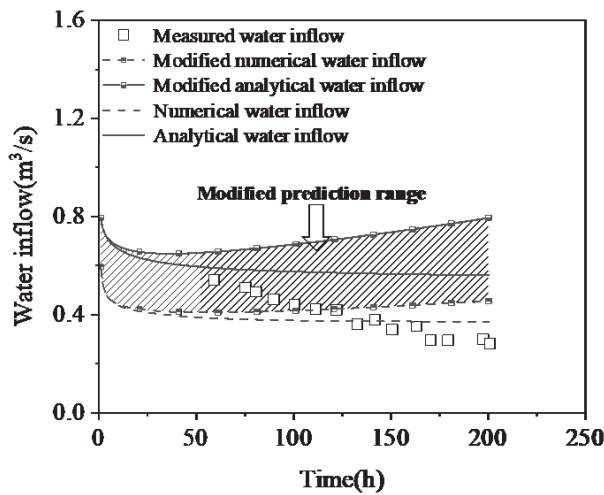 1.6
1.2
0.8
0.4
0.0
Water inflow(m³/s)
Measured water inflow
Modified numerical water inflow
Modified analytical water inflow
Numerical water inflow
Analytical water inflow
Modified prediction range
0 50 100 150 200 250
Time(h)